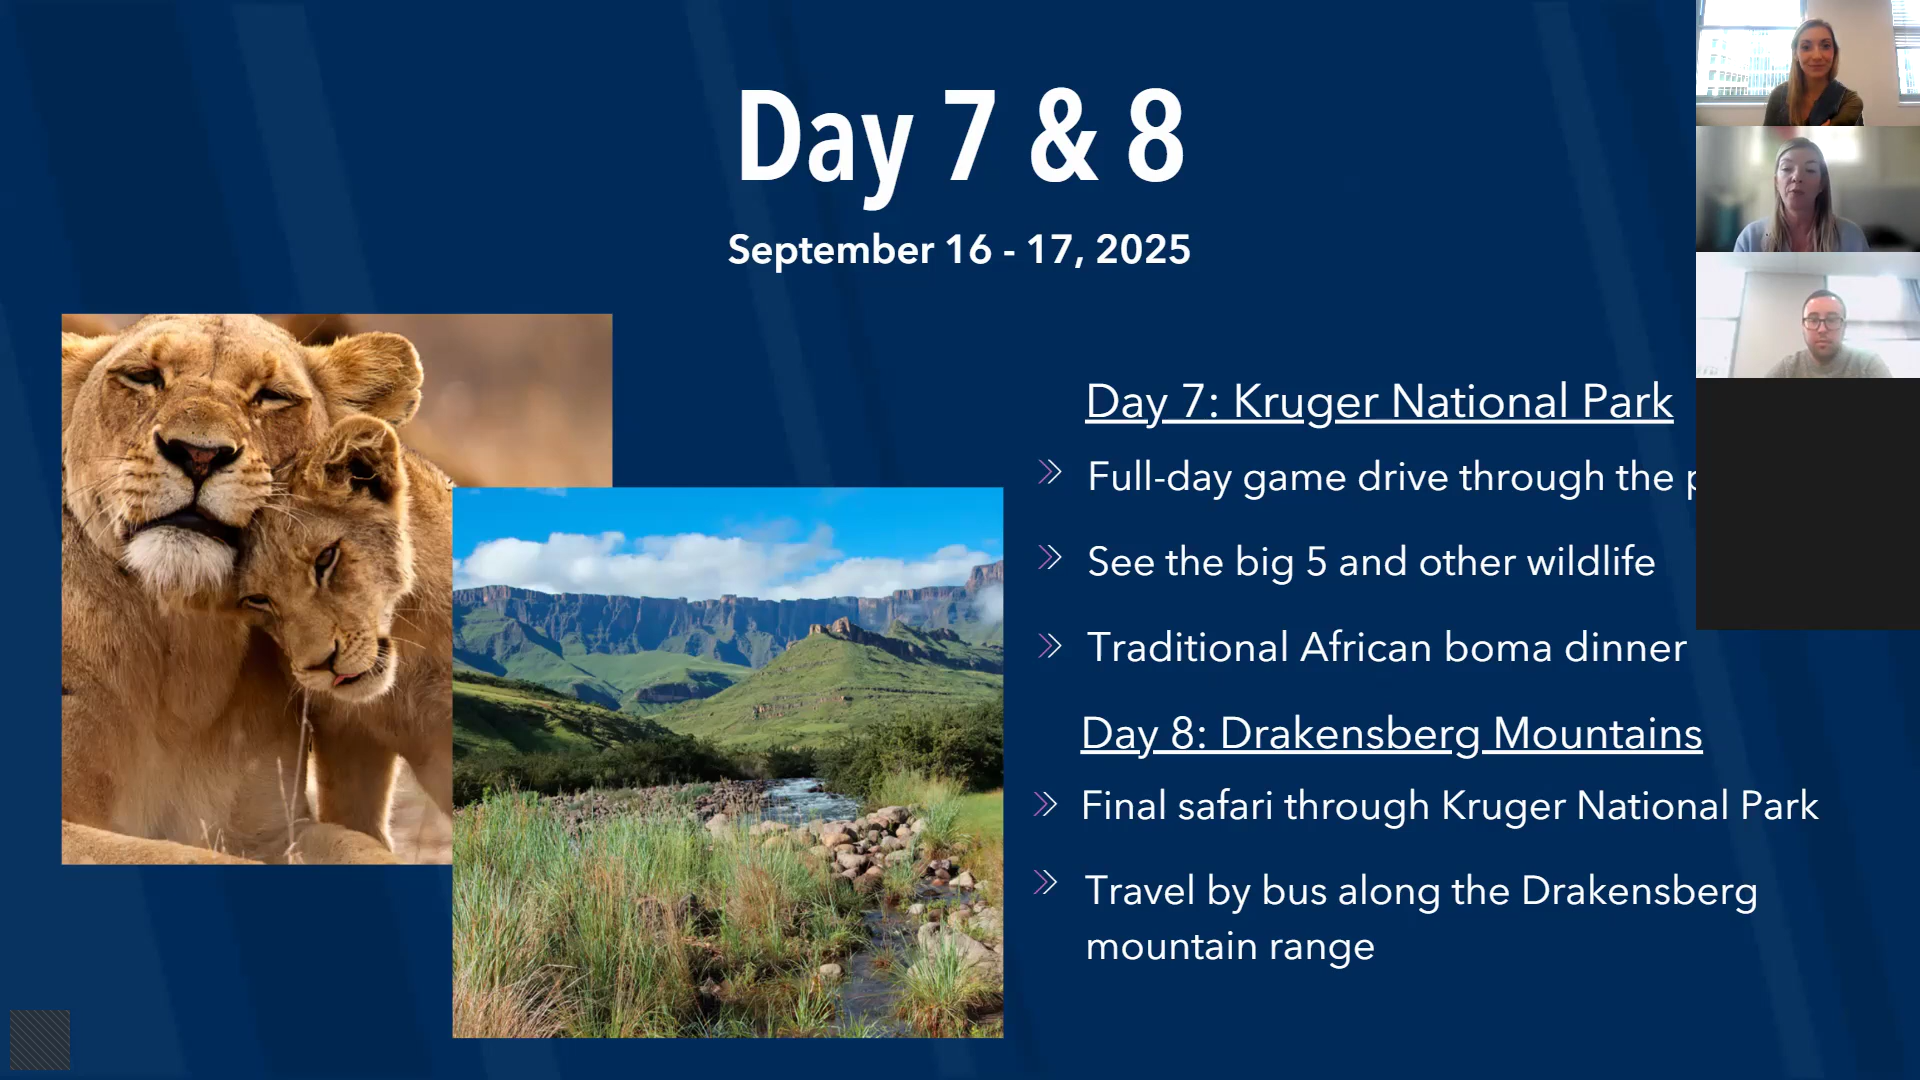 Day 7 & 8
September 16 - 17, 2025
Day 7: Kruger National Park
Full-day game drive through the
See the big 5 and other wildlife
Traditional African boma dinner
Day 8: Drakensberg Mountains
Final safari through Kruger National Park
Travel by bus along the Drakensberg
mountain range